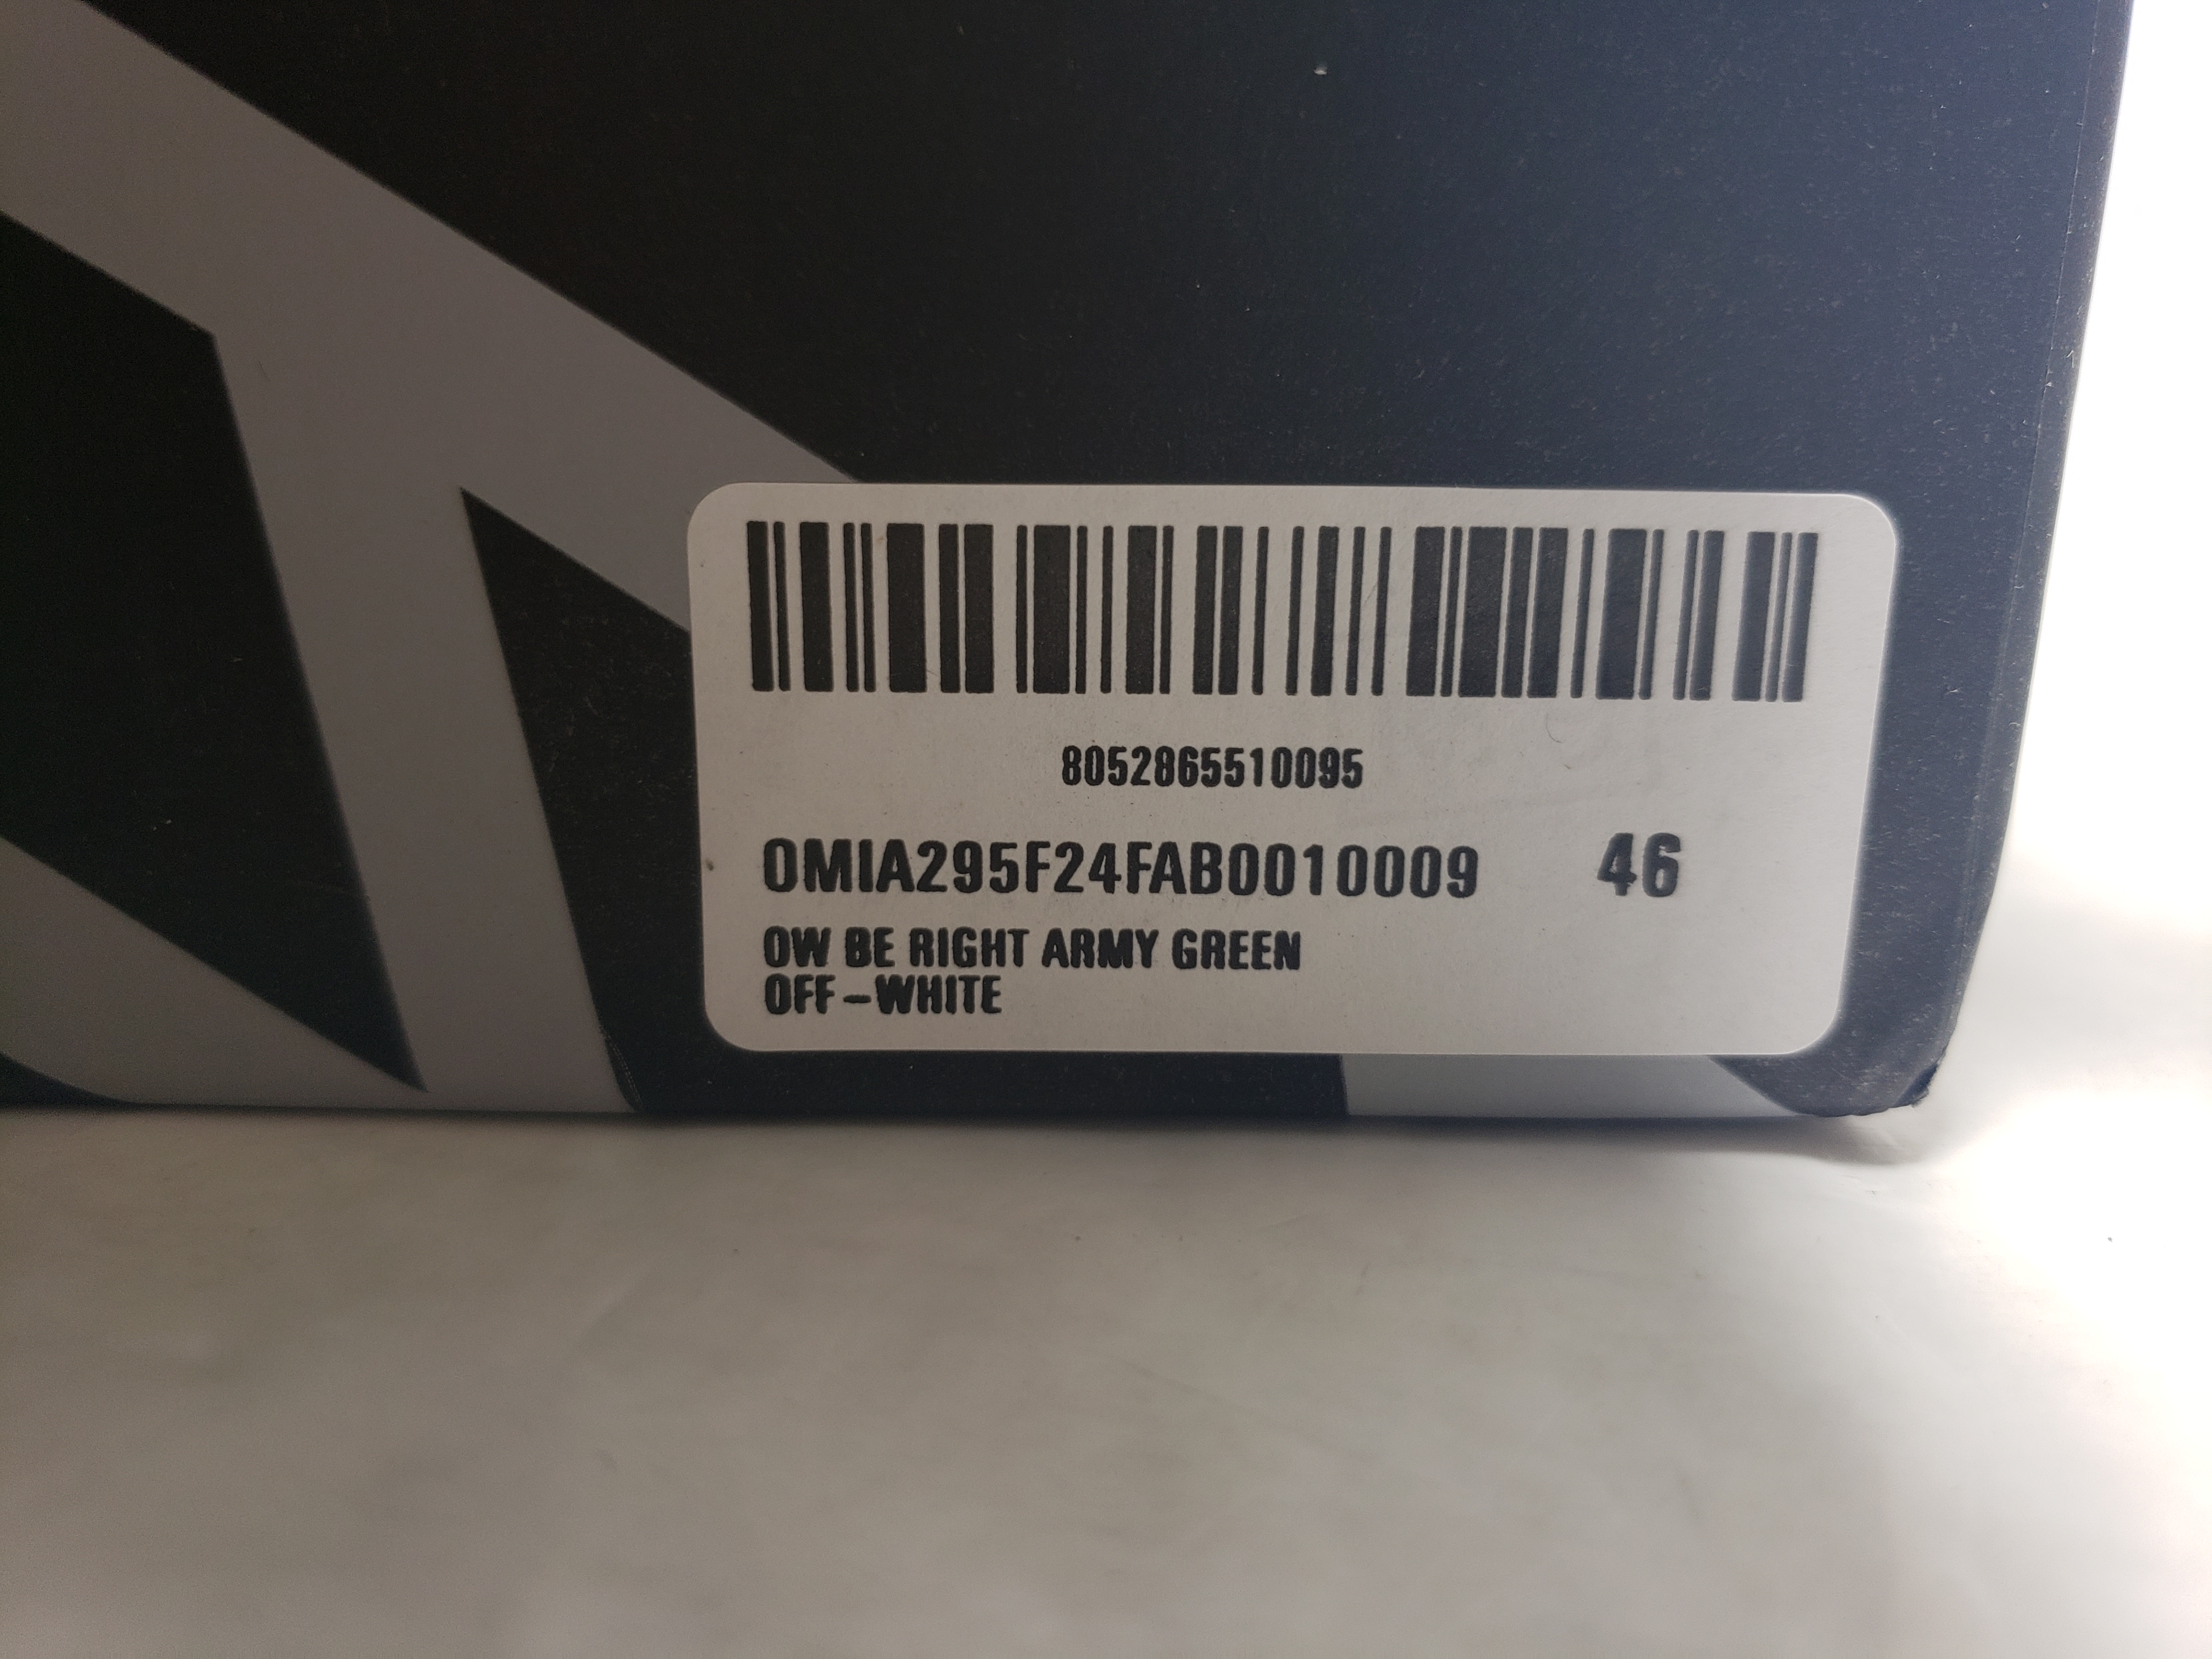 8052865510095
OMIA295F24FAB0010009 46
OW BE RIGHT ARMY GREEN
OFF-WHITE